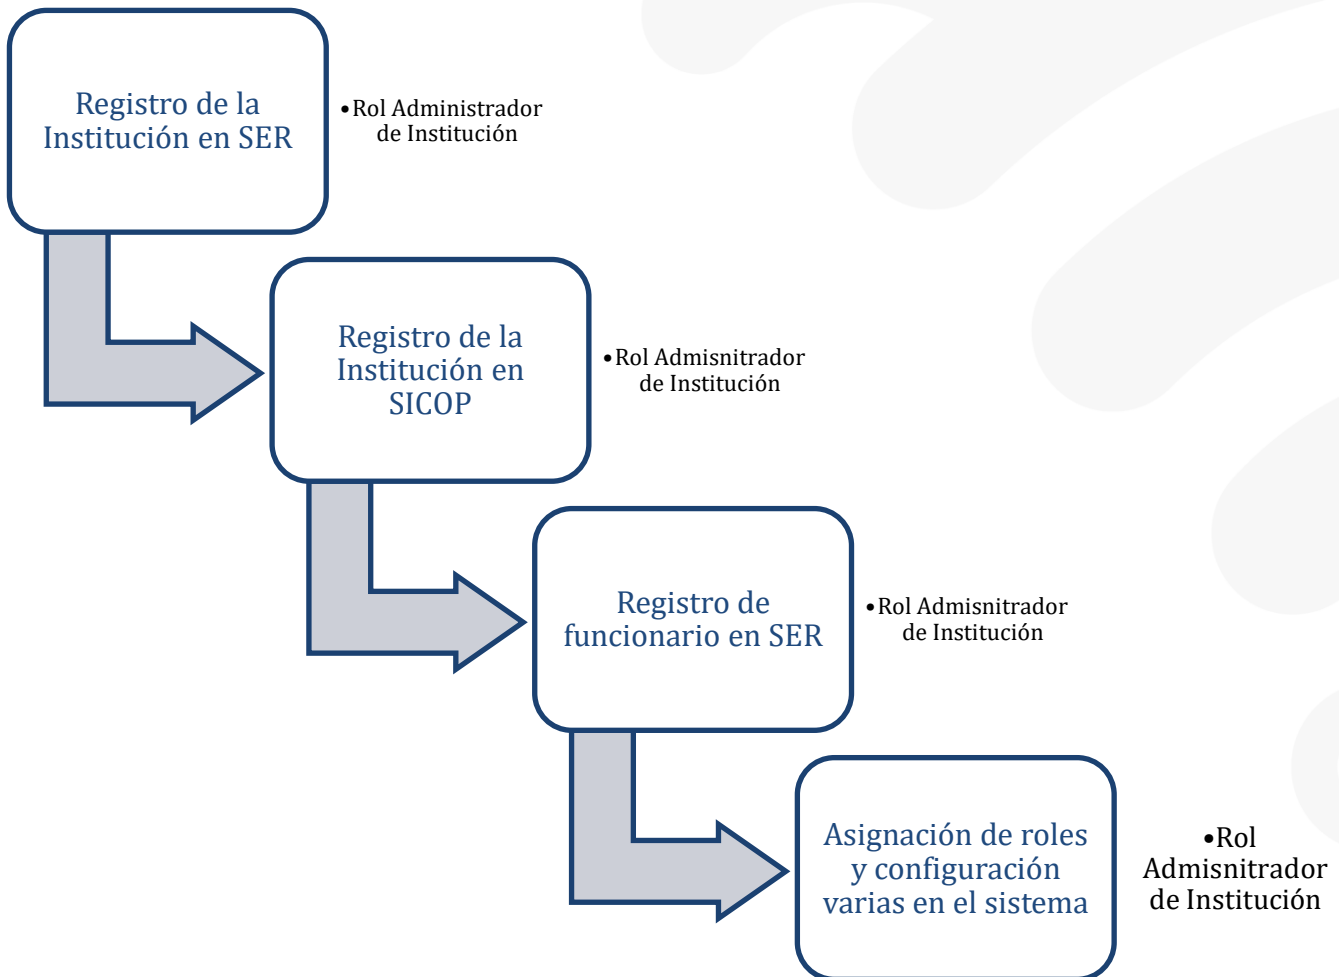 Registro de la
Institución en SER
•Rol Administrador
de Institución
Registro de la
Institución en
SICOP
•Rol Admisnitrador
de Institución
Registro de
funcionario en SER
•Rol Admisnitrador
de Institución
Asignación de roles
y configuración
varias en el sistema
•Rol
Admisnitrador
de Institución